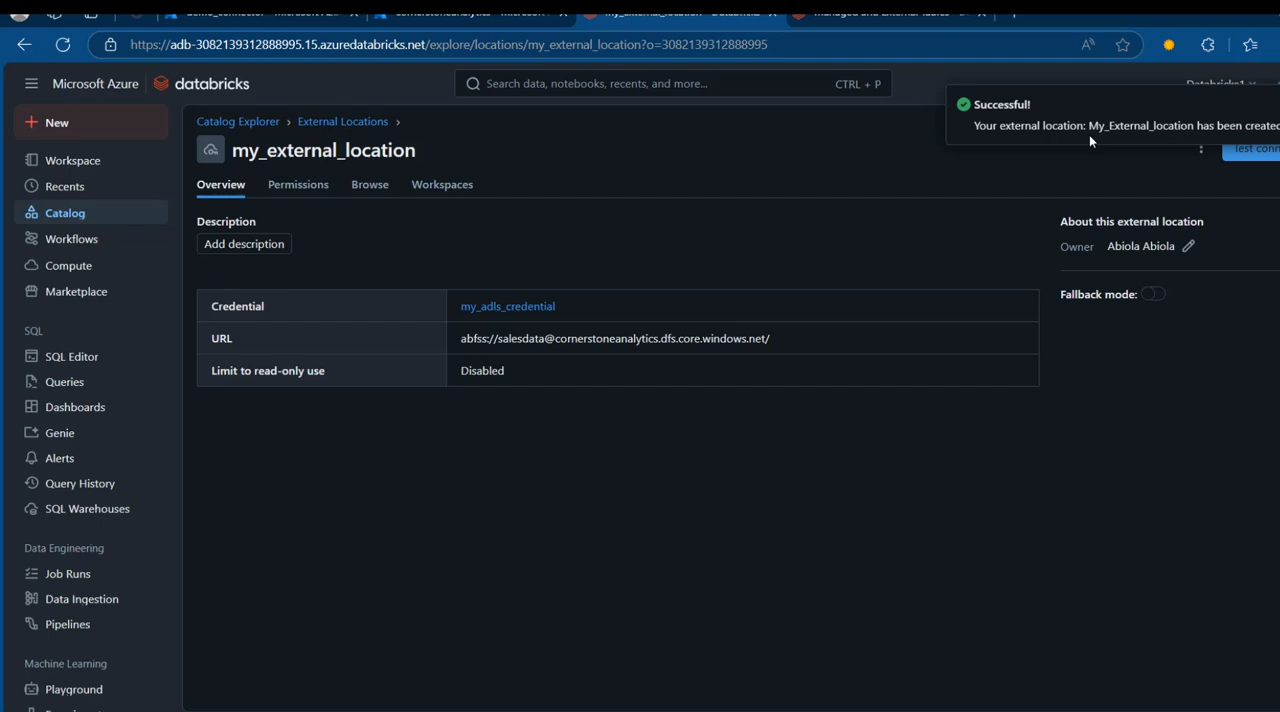 https://adb-3082139312888995.15.azuredatabricks.net/explore/locations/my_external_location?o=3082139312888995
Microsoft Azure
databricks
Search data, notebooks, recents, and more...
CTRL + P
New
Workspace
Recents
Catalog
Workflows
Compute
Marketplace
SQL
SQL Editor
Queries
Dashboards
Genie
Alerts
Query History
SQL Warehouses
Data Engineering
Job Runs
Data Ingestion
Pipelines
Machine Learning
Playground
Catalog Explorer › External Locations ›
my_external_location
Overview Permissions Browse Workspaces
Description
Add description
Credential my_adls_credential
URL abfss://salesdata@cornerstoneanalytics.dfs.core.windows.net/
Limit to read-only use Disabled
Successful!
Your external location: My_External_location has been created
Test conn
About this external location
Owner Abiola Abiola
Fallback mode: